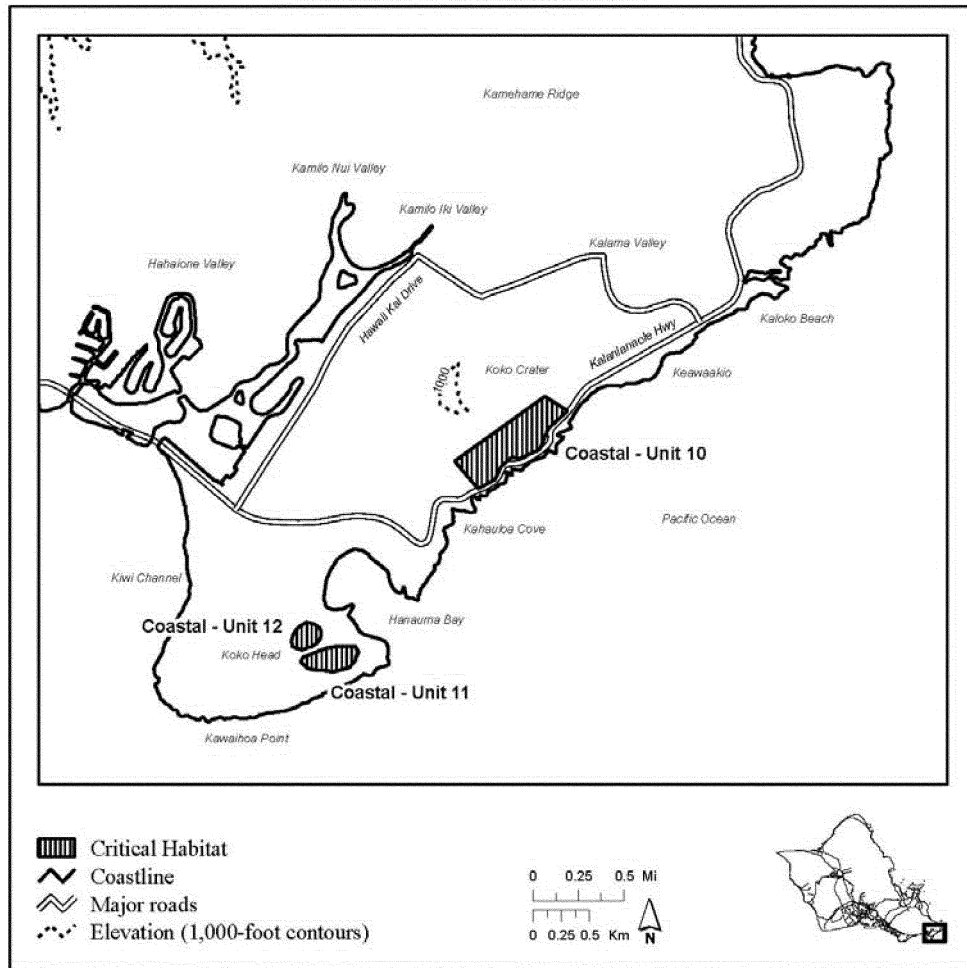 Kamehame Ridge
Kamilo Nui Valley
Kamilo Iki Valley
Kalama Valley
Hahaione Valley
Hawaii Kai Drive
Kaloko Beach
Kalanianaole Hwy
Keawaakio
1000
Koko Crater
Coastal - Unit 10
Pacific Ocean
Kahauloa Cove
Kiwi Channel
Hanauma Bay
Coastal - Unit 12
Koko Head
Coastal - Unit 11
Kawaihoa Point
Critical Habitat
Coastline
Major roads
Elevation (1,000-foot contours)
0 0.25 0.5 Mi
0 0.25 0.5 Km
N